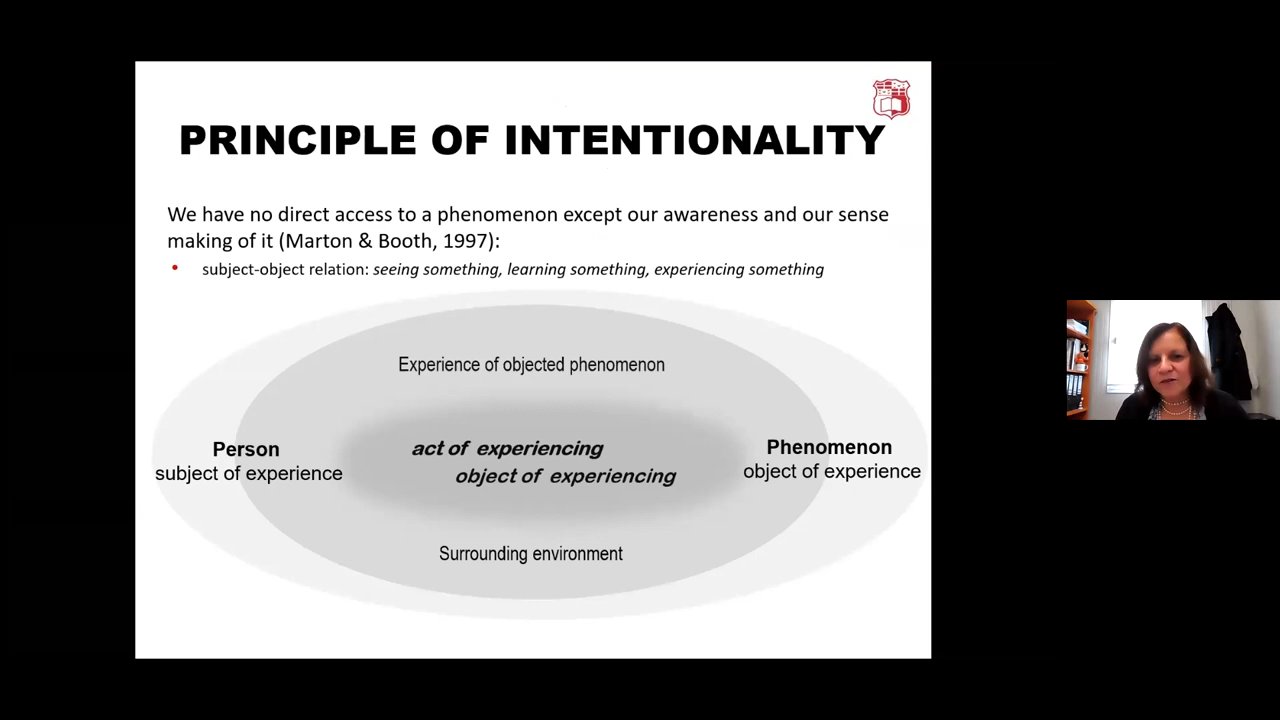 PRINCIPLE OF INTENTIONALITY
We have no direct access to a phenomenon except our awareness and our sense
making of it (Marton & Booth, 1997):
• subject-object relation: seeing something, learning something, experiencing something
Experience of objected phenomenon
Person
subject of experience
act of experiencing
object of experiencing
Phenomenon
object of experience
Surrounding environment